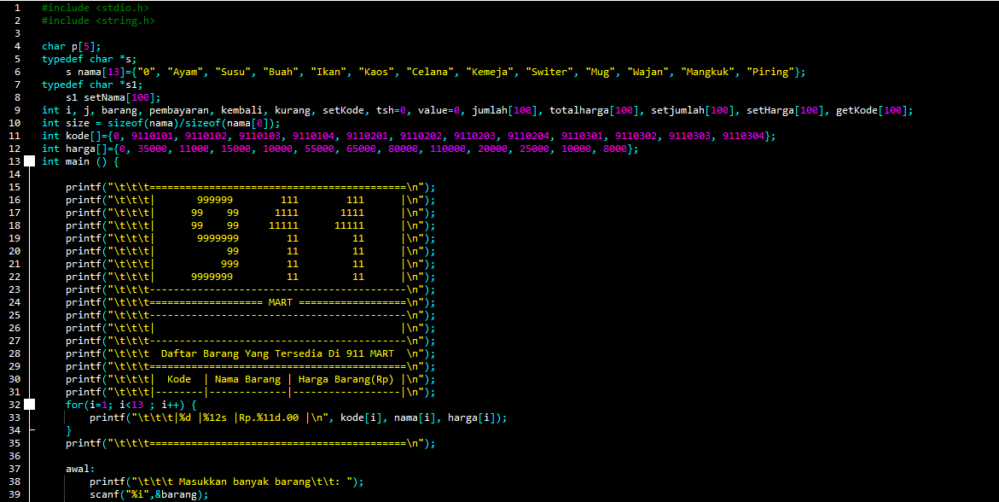 1 #include <stdio.h>
2 #include <string.h>
3
4 char p[5];
5 typedef char *s;
6     s nama[13]={"0", "Ayam", "Susu", "Buah", "Ikan", "Kaos", "Celana", "Kemeja", "Switer", "Mug", "Wajan", "Mangkuk", "Piring"};
7 typedef char *s1;
8     s1 setNama[100];
9 int i, j, barang, pembayaran, kembali, kurang, setKode, tsh=0, value=0, jumlah[100], totalharga[100], setjumlah[100], setHarga[100], getKode[100];
10 int size = sizeof(nama)/sizeof(nama[0]);
11 int kode[]={0, 9110101, 9110102, 9110103, 9110104, 9110201, 9110202, 9110203, 9110204, 9110301, 9110302, 9110303, 9110304};
12 int harga[]={0, 35000, 11000, 15000, 10000, 55000, 65000, 80000, 110000, 20000, 25000, 10000, 8000};
13 int main () {
14
15     printf("\t\t\t===========================================\n");
16     printf("\t\t\t|       999999        111        111      |\n");
17     printf("\t\t\t|      99    99      1111       1111      |\n");
18     printf("\t\t\t|      99    99     11111      11111      |\n");
19     printf("\t\t\t|       9999999        11         11      |\n");
20     printf("\t\t\t|            99        11         11      |\n");
21     printf("\t\t\t|           999        11         11      |\n");
22     printf("\t\t\t|      9999999         11         11      |\n");
23     printf("\t\t\t-------------------------------------------\n");
24     printf("\t\t\t=================== MART ==================\n");
25     printf("\t\t\t-------------------------------------------\n");
26     printf("\t\t\t|                                         |\n");
27     printf("\t\t\t-------------------------------------------\n");
28     printf("\t\t\t  Daftar Barang Yang Tersedia Di 911 MART  \n");
29     printf("\t\t\t===========================================\n");
30     printf("\t\t\t|  Kode  | Nama Barang | Harga Barang(Rp) |\n");
31     printf("\t\t\t|--------|-------------|------------------|\n");
32     for(i=1; i<13 ; i++) {
33         printf("\t\t\t|%d |%12s |Rp.%11d.00 |\n", kode[i], nama[i], harga[i]);
34     }
35     printf("\t\t\t===========================================\n");
36
37     awal:
38         printf("\t\t\t Masukkan banyak barang\t\t: ");
39         scanf("%i",&barang);